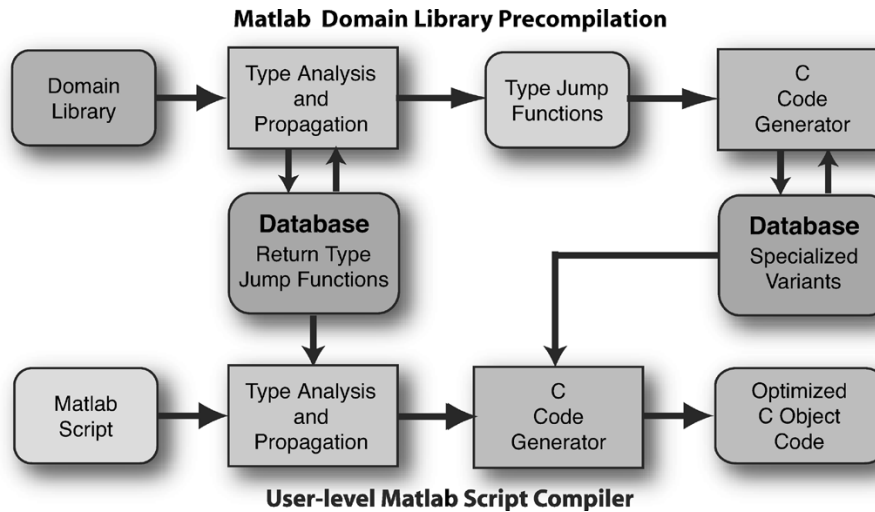 Matlab Domain Library Precompilation
Domain
Library
Type Analysis
and
Propagation
Type Jump
Functions
C
Code
Generator
Database
Return Type
Jump Functions
Database
Specialized
Variants
Matlab
Script
Type Analysis
and
Propagation
C
Code
Generator
Optimized
C Object
Code
User-level Matlab Script Compiler